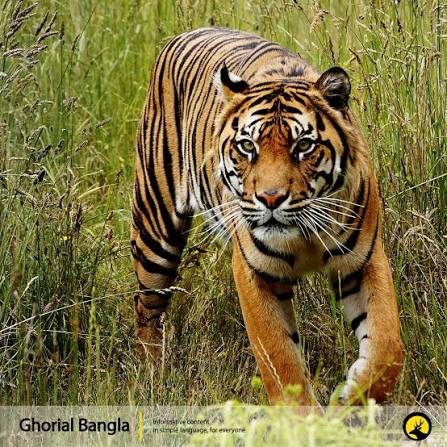 Ghorial Bangla
Informative content
in simple language, for everyone